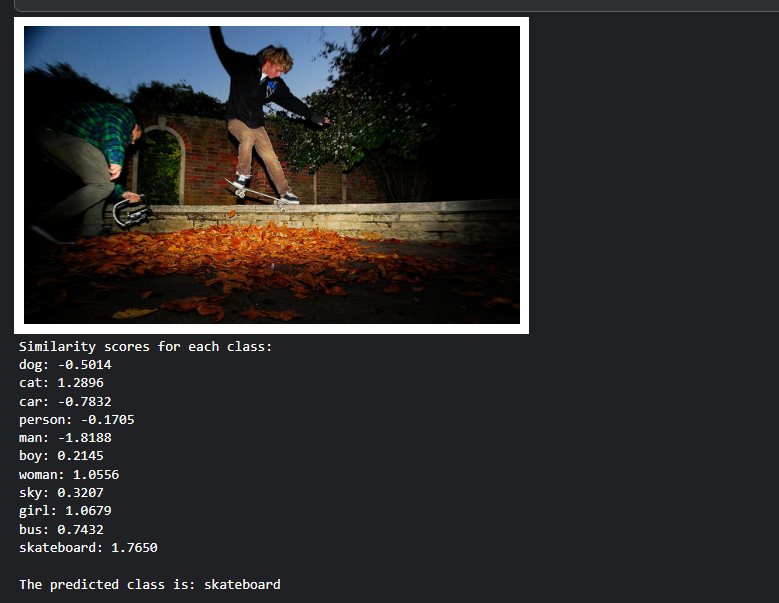 Similarity scores for each class:
dog: -0.5014
cat: 1.2896
car: -0.7832
person: -0.1705
man: -1.8188
boy: 0.2145
woman: 1.0556
sky: 0.3207
girl: 1.0679
bus: 0.7432
skateboard: 1.7650
The predicted class is: skateboard